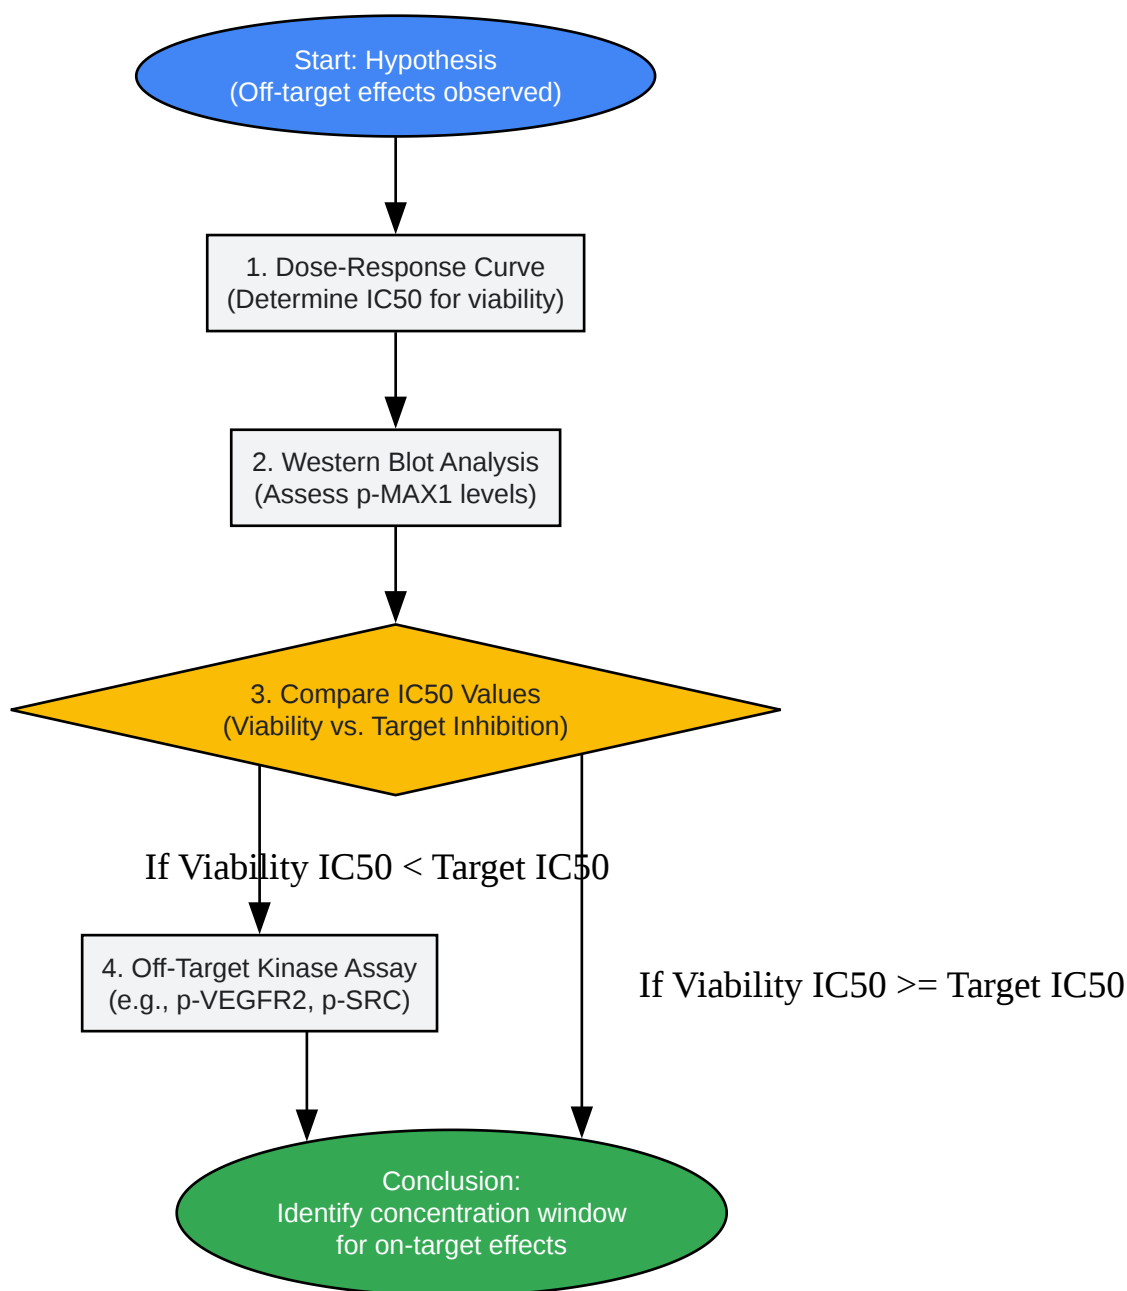 Start: Hypothesis
(Off-target effects observed)
1. Dose-Response Curve
(Determine IC50 for viability)
2. Western Blot Analysis
(Assess p-MAX1 levels)
3. Compare IC50 Values
(Viability vs. Target Inhibition)
If Viability IC50 < Target IC50
4. Off-Target Kinase Assay
(e.g., p-VEGFR2, p-SRC)
If Viability IC50 >= Target IC50
Conclusion:
Identify concentration window
for on-target effects